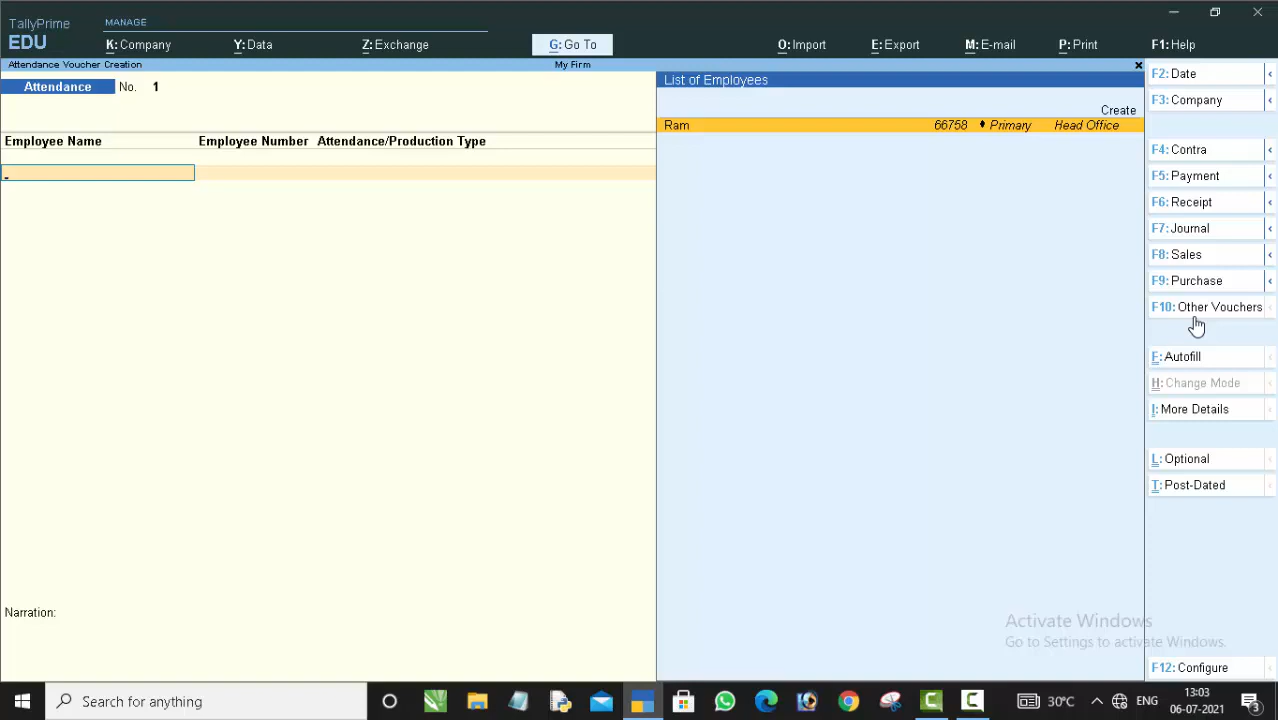 TallyPrime
EDU
MANAGE
K: Company
Y: Data
Z: Exchange
G: Go To
O: Import
E: Export
M: E-mail
P: Print
F1: Help
Attendance Voucher Creation
My Firm
Attendance No. 1
Employee Name
Employee Number
Attendance/Production Type
Narration:
List of Employees
Create
Ram 66758 ♦ Primary Head Office
F2: Date
F3: Company
F4: Contra
F5: Payment
F6: Receipt
F7: Journal
F8: Sales
F9: Purchase
F10: Other Vouchers
F: Autofill
H: Change Mode
I: More Details
L: Optional
T: Post-Dated
F12: Configure
Activate Windows
Go to Settings to activate Windows.
Search for anything
30°C
ENG
13:03
06-07-2021
3